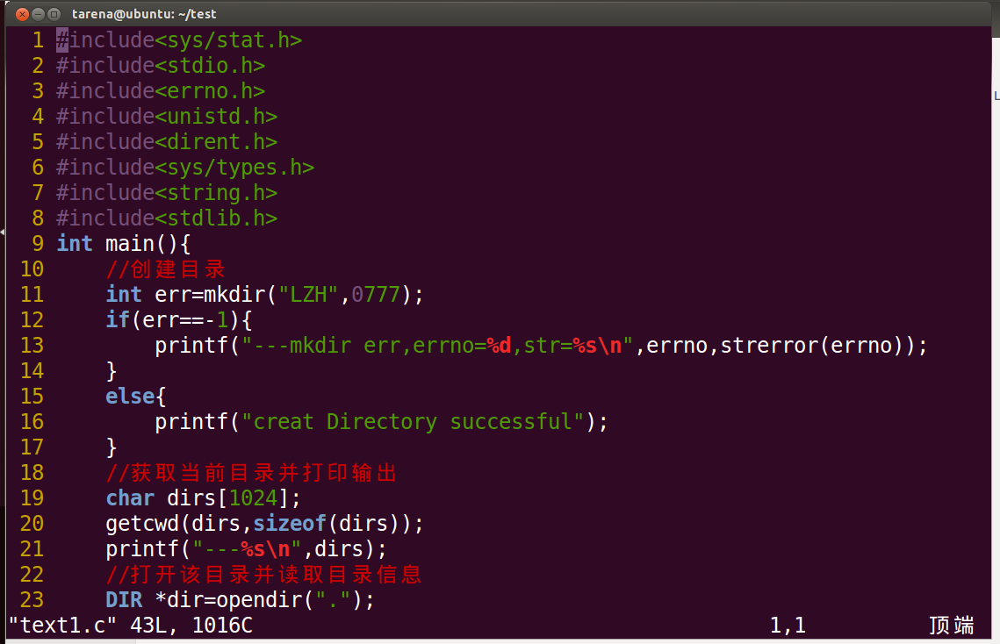 tarena@ubuntu: ~/test
1 #include<sys/stat.h>
2 #include<stdio.h>
3 #include<errno.h>
4 #include<unistd.h>
5 #include<dirent.h>
6 #include<sys/types.h>
7 #include<string.h>
8 #include<stdlib.h>
9 int main(){
10     //创建目录
11     int err=mkdir("LZH",0777);
12     if(err==-1){
13         printf("---mkdir err,errno=%d,str=%s\n",errno,strerror(errno));
14     }
15     else{
16         printf("creat Directory successful");
17     }
18     //获取当前目录并打印输出
19     char dirs[1024];
20     getcwd(dirs,sizeof(dirs));
21     printf("---%s\n",dirs);
22     //打开该目录并读取目录信息
23     DIR *dir=opendir(".");
"text1.c" 43L, 1016C 1,1 顶端